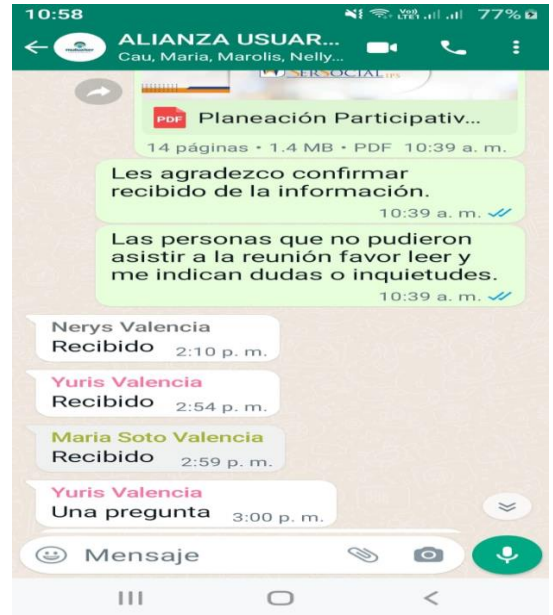 10:58
77%
ALIANZA USUAR...
Cau, Maria, Marolis, Nelly...
SERSOCIAL IPS
PDF Planeación Participativ...
14 páginas • 1.4 MB • PDF 10:39 a. m.
Les agradezco confirmar
recibido de la información.
10:39 a. m.
Las personas que no pudieron
asistir a la reunión favor leer y
me indican dudas o inquietudes.
10:39 a. m.
Nerys Valencia
Recibido 2:10 p. m.
Yuris Valencia
Recibido 2:54 p. m.
Maria Soto Valencia
Recibido 2:59 p. m.
Yuris Valencia
Una pregunta 3:00 p. m.
Mensaje